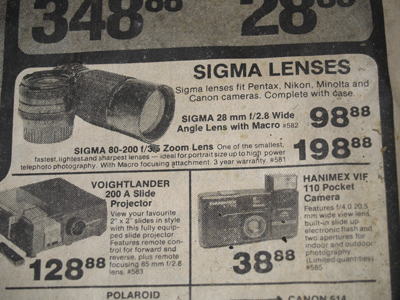 348 88 28 88
SIGMA LENSES
Sigma lenses fit Pentax, Nikon, Minolta and
Canon cameras. Complete with case.
SIGMA 28 mm f/2.8 Wide
Angle Lens with Macro #582 98 88
SIGMA 80-200 f/3.5 Zoom Lens One of the smallest,
fastest, lightest and sharpest lenses — ideal for portrait size up to high power
telephoto photography. With Macro focusing attachment. 3 year warranty. #581 198 88
VOIGHTLANDER
200 A Slide
Projector
View your favourite
2" x 2" slides in style
with this fully equip-
ped slide projector.
Features remote con-
trol for forward and
reverse, plus remote
focusing 85 mm f/2.8
lens. #583
128 88
HANIMEX VIF
110 Pocket
Camera
Features f/4.0 20.5
mm wide view lens,
built-in slide up
electronic flash and
two apertures for
indoor and outdoor
photography.
(Limited quantities)
#585
38 88
POLAROID
CANON 514